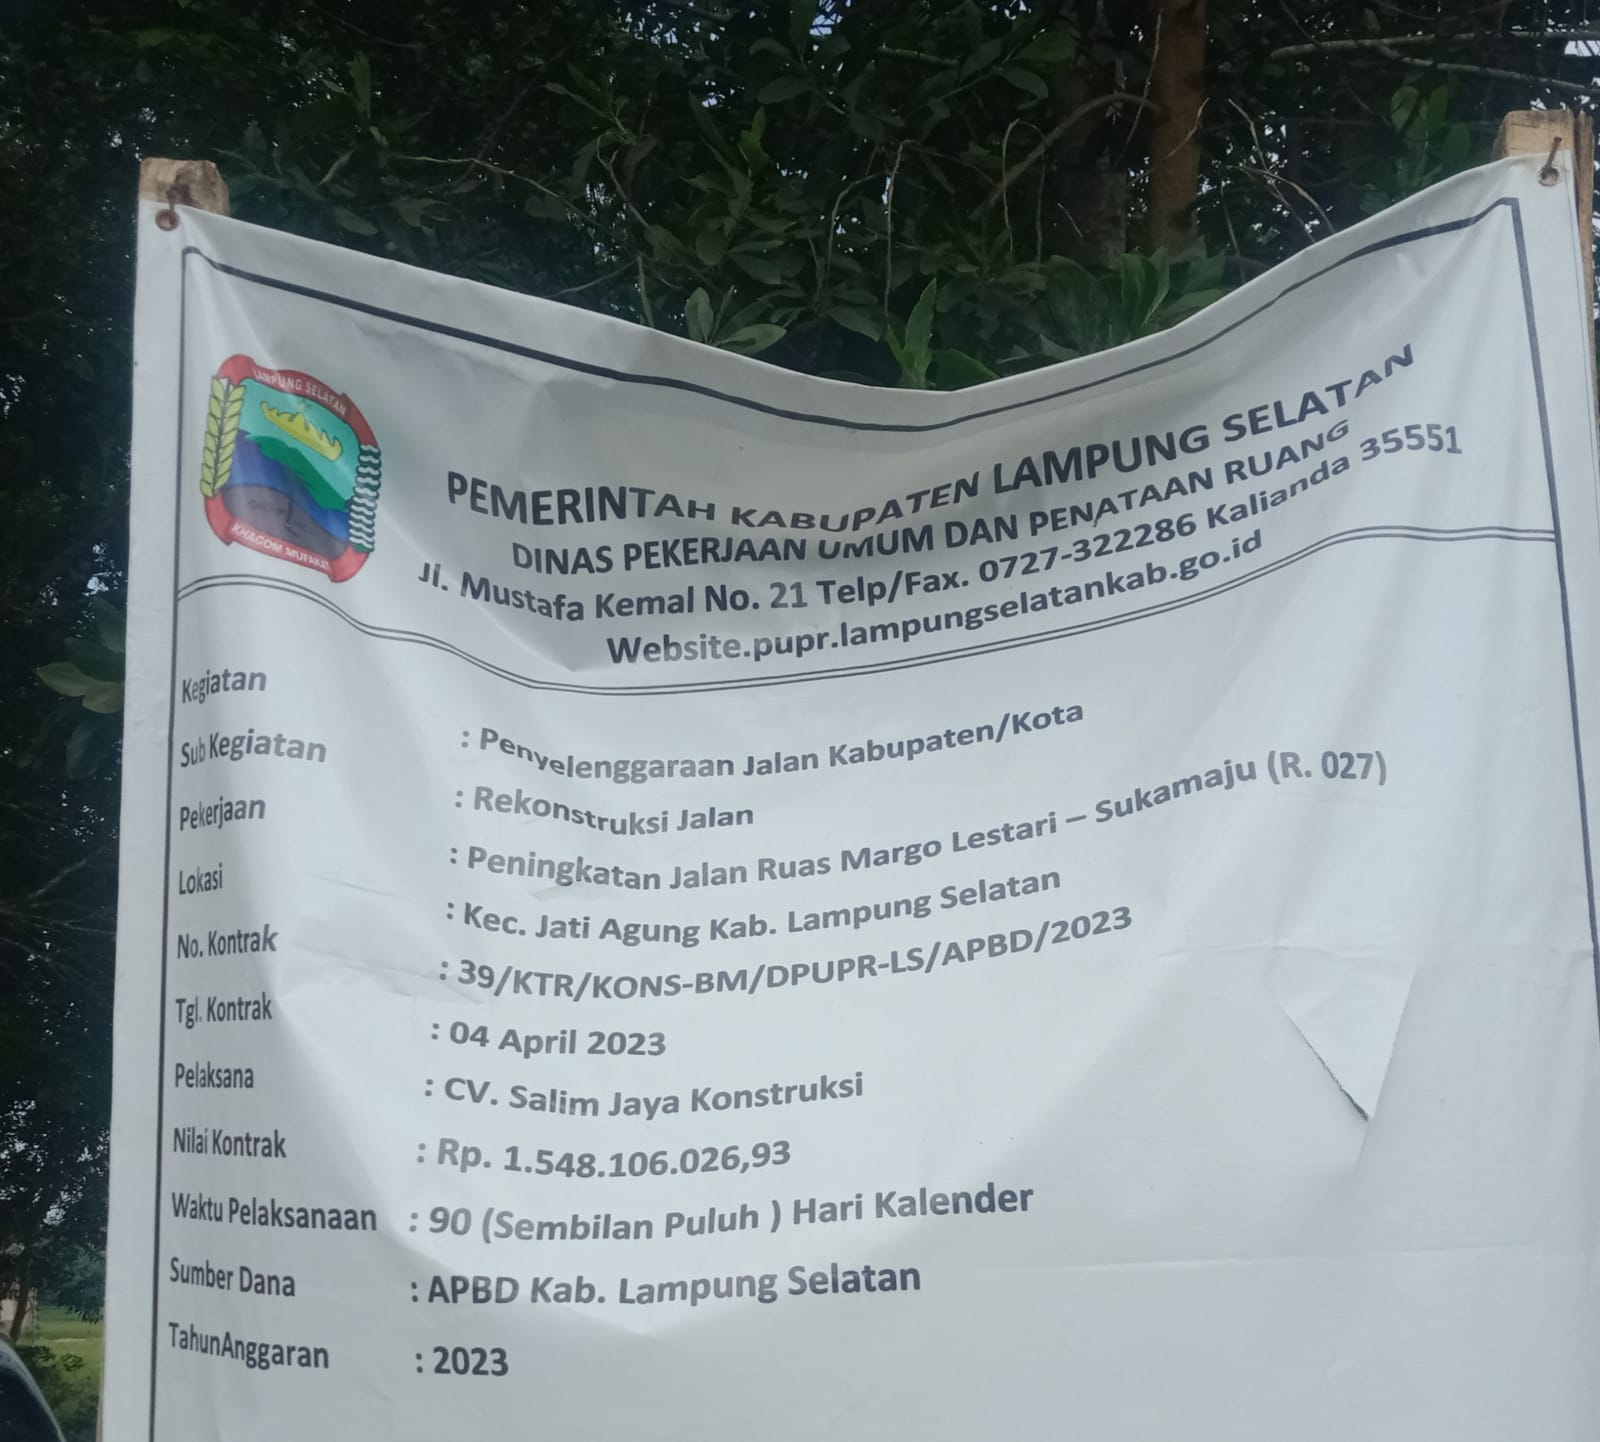 LAMPUNG SELATAN
KHAGOM MUFAKAT
PEMERINTAH KABUPATEN LAMPUNG SELATAN
DINAS PEKERJAAN UMUM DAN PENATAAN RUANG
Jl. Mustafa Kemal No. 21 Telp/Fax. 0727-322286 Kalianda 35551
Website.pupr.lampungselatankab.go.id
Kegiatan : Penyelenggaraan Jalan Kabupaten/Kota
Sub Kegiatan : Rekonstruksi Jalan
Pekerjaan : Peningkatan Jalan Ruas Margo Lestari – Sukamaju (R. 027)
Lokasi : Kec. Jati Agung Kab. Lampung Selatan
No. Kontrak : 39/KTR/KONS-BM/DPUPR-LS/APBD/2023
Tgl. Kontrak : 04 April 2023
Pelaksana : CV. Salim Jaya Konstruksi
Nilai Kontrak : Rp. 1.548.106.026,93
Waktu Pelaksanaan : 90 (Sembilan Puluh ) Hari Kalender
Sumber Dana : APBD Kab. Lampung Selatan
TahunAnggaran : 2023